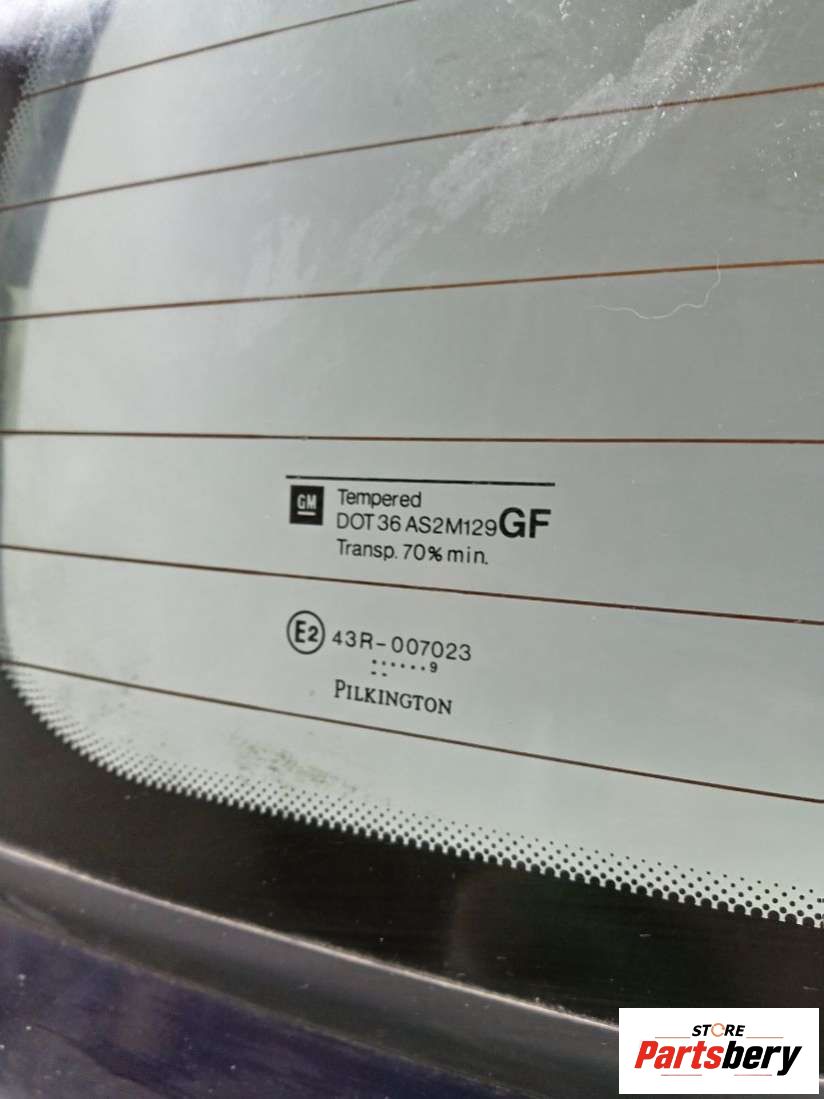 GM
Tempered
DOT 36 AS2M129GF
Transp. 70% min.
E2 43R-007023
.......9
PILKINGTON
STORE
Partsbery